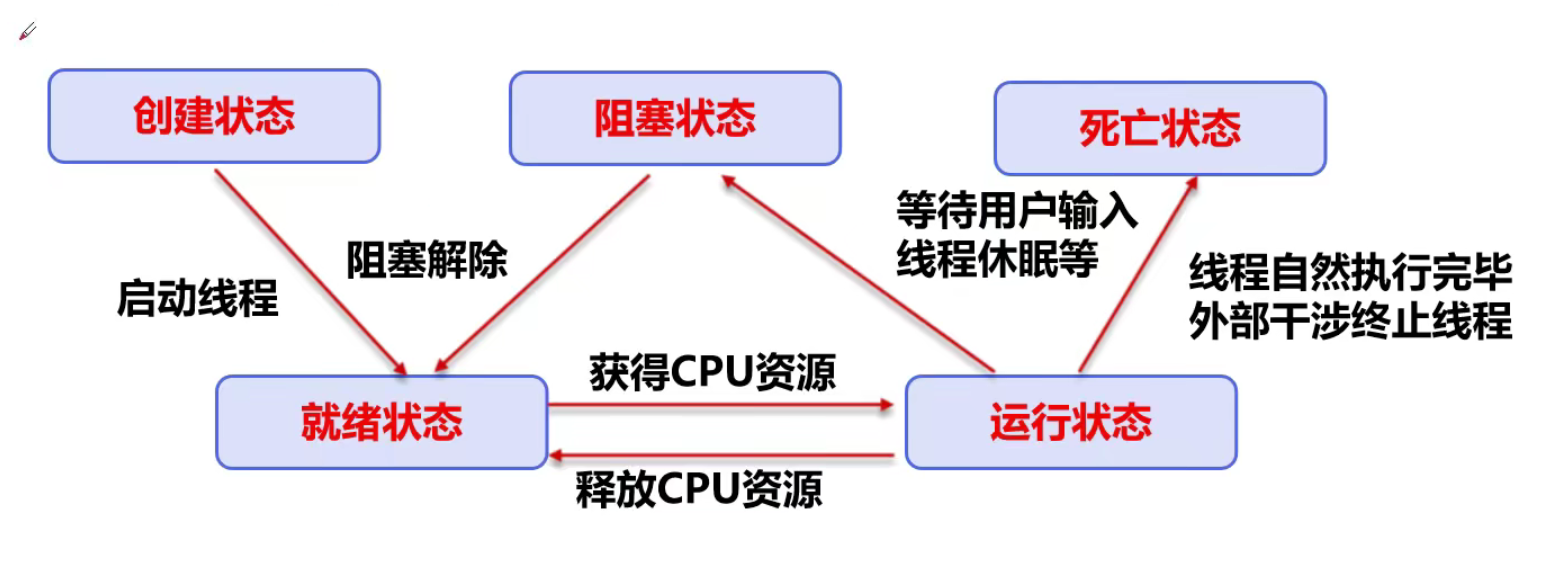 创建状态
阻塞状态
死亡状态
等待用户输入
线程休眠等
阻塞解除
启动线程
线程自然执行完毕
外部干涉终止线程
获得CPU资源
就绪状态
运行状态
释放CPU资源